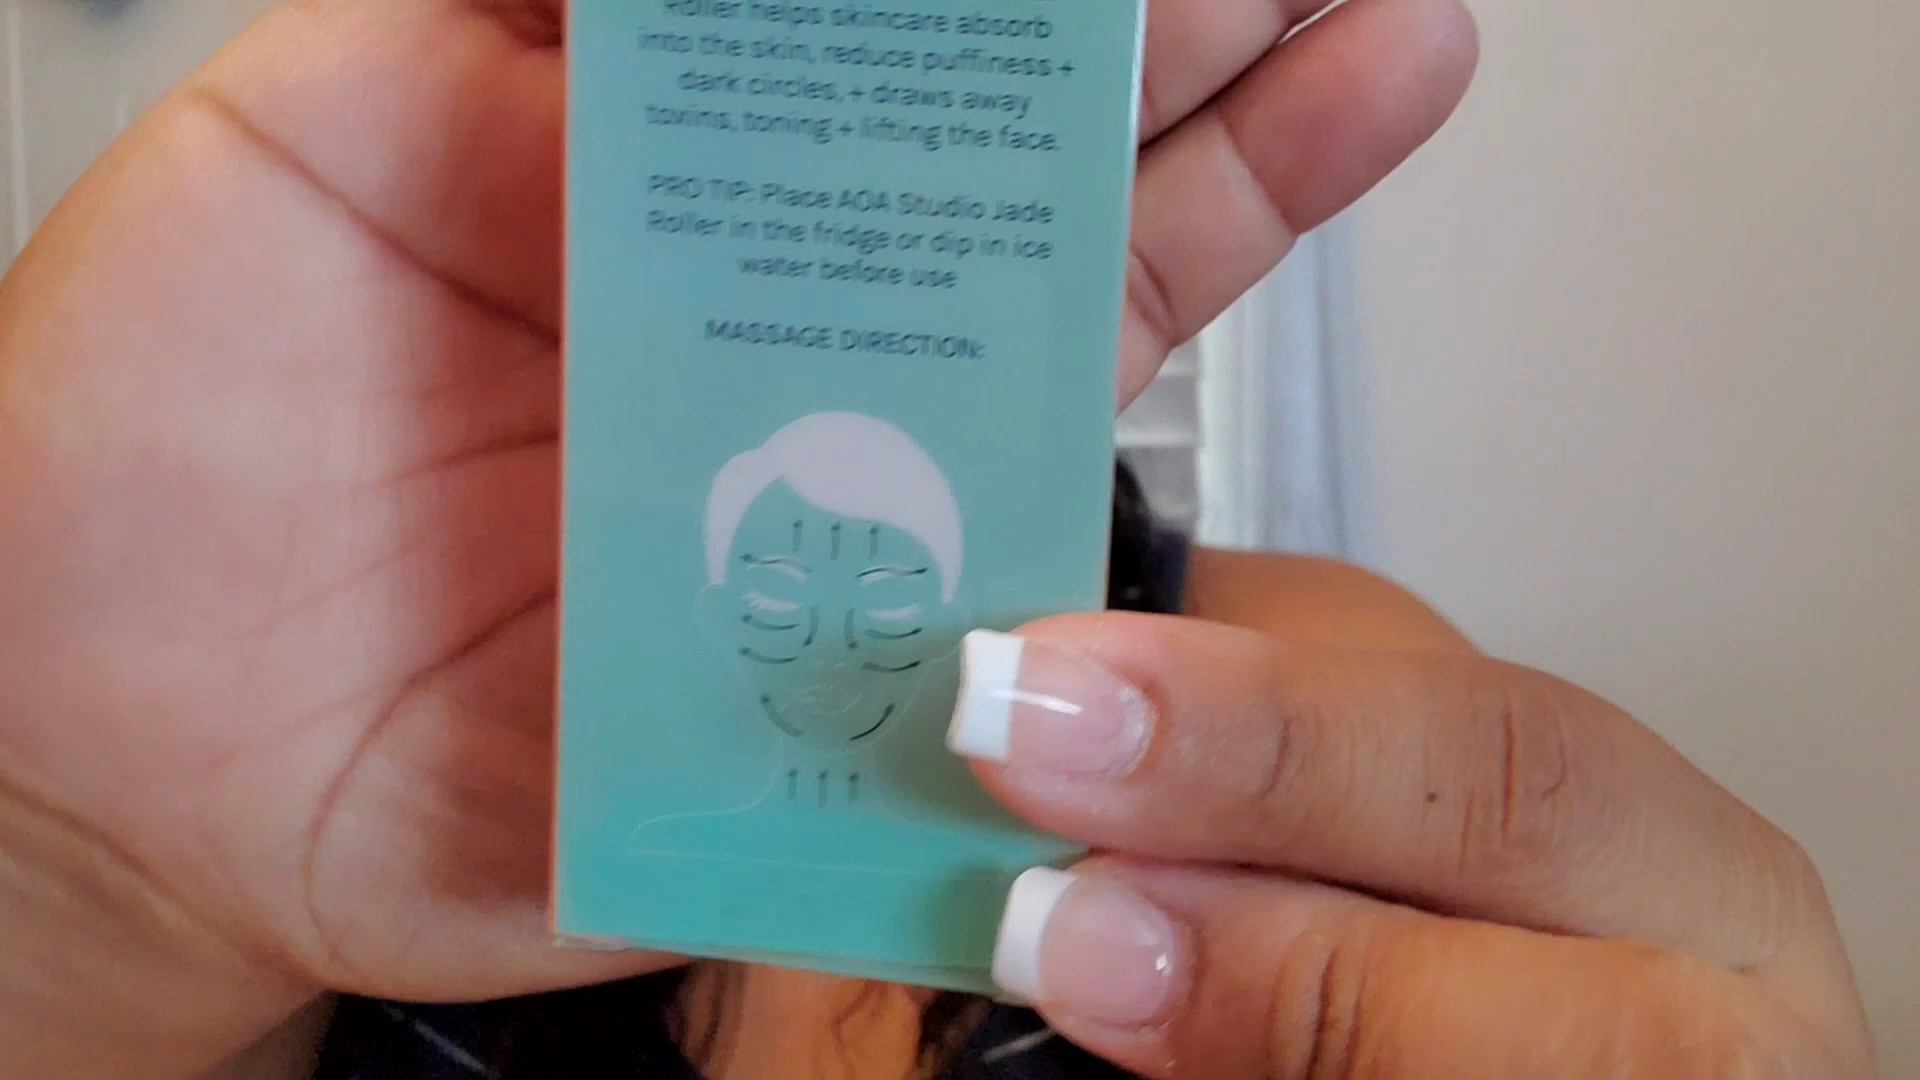 Roller helps skincare absorb
into the skin, reduce puffiness +
dark circles, + draws away
toxins, toning + lifting the face.
PRO TIP: Place AOA Studio Jade
Roller in the fridge or dip in ice
water before use
MASSAGE DIRECTION: